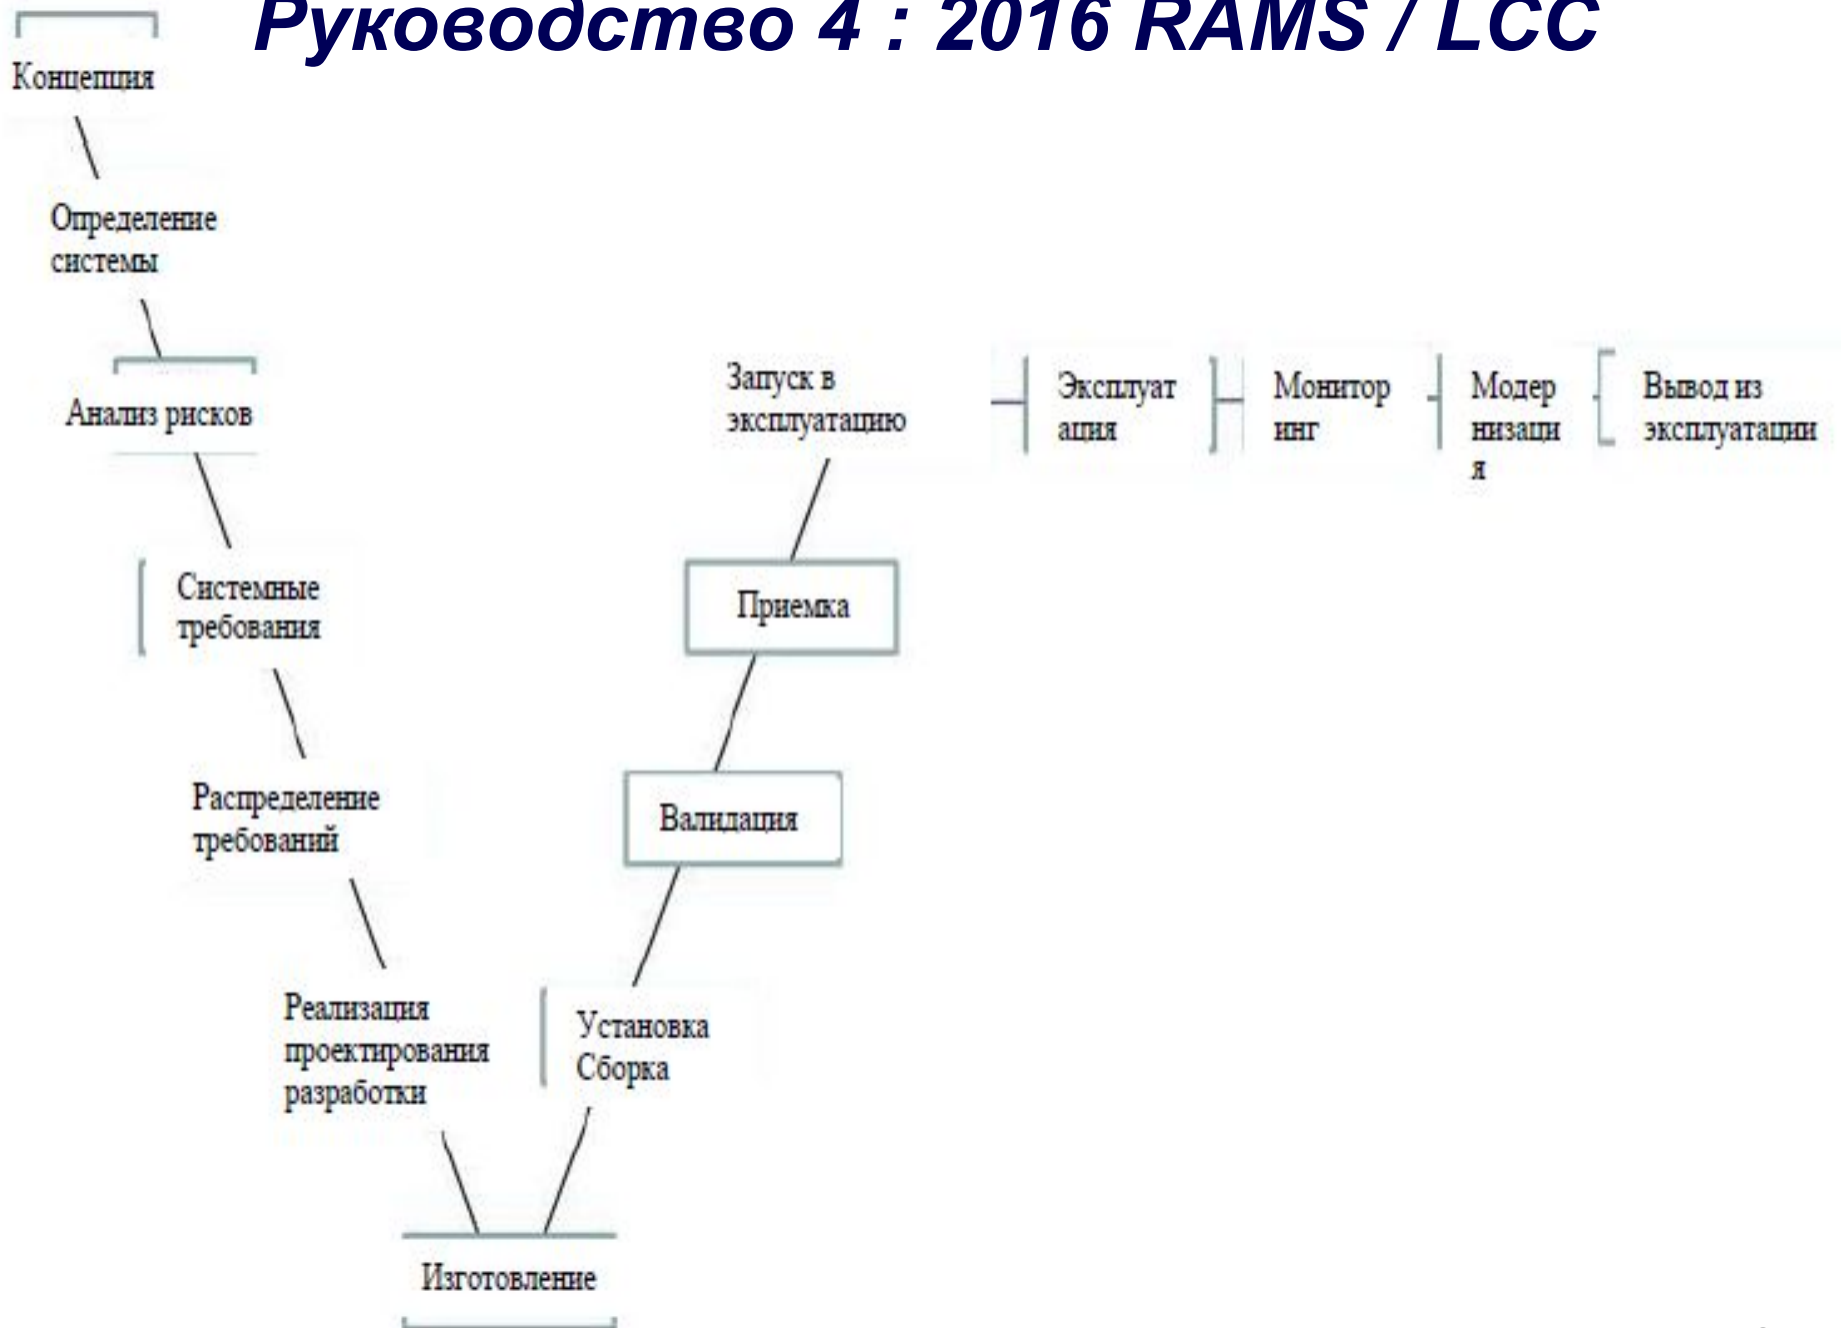 Руководство 4 : 2016 RAMS / LCC
Концепция
Определение
системы
Анализ рисков
Системные
требования
Распределение
требований
Реализация
проектирования
разработки
Изготовление
Установка
Сборка
Валидация
Приемка
Запуск в
эксплуатацию
Эксплуат
ация
Монитор
инг
Модер
низаци
я
Вывод из
эксплуатации